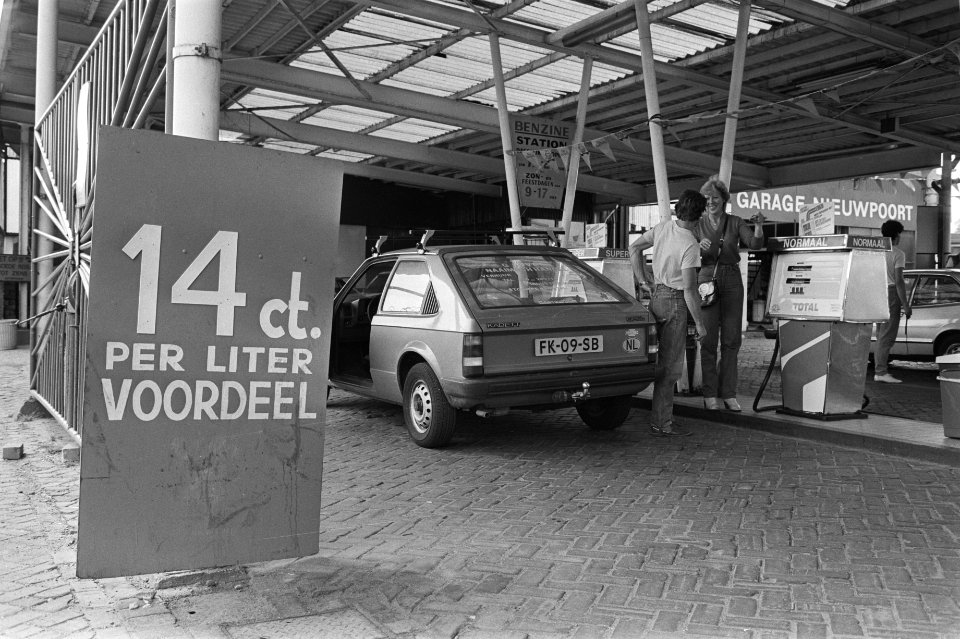 14 ct.
PER LITER
VOORDEEL
BENZINE
STATION
ZON- EN
FEESTDAGEN
9-17
GARAGE NIEUWPOORT
SUPER
NORMAAL NORMAAL
TOTAL
KADETT
FK-09-SB
NL